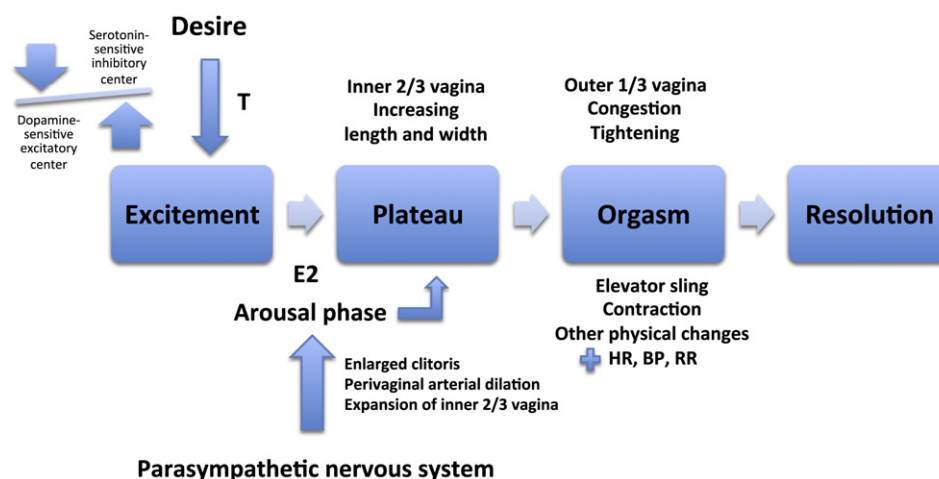 Desire
Serotonin-
sensitive
inhibitory
center
Dopamine-
sensitive
excitatory
center
T
Inner 2/3 vagina
Increasing
length and width
Outer 1/3 vagina
Congestion
Tightening
Excitement
Plateau
Orgasm
Resolution
E2
Arousal phase
Elevator sling
Contraction
Other physical changes
HR, BP, RR
Enlarged clitoris
Perivaginal arterial dilation
Expansion of inner 2/3 vagina
Parasympathetic nervous system